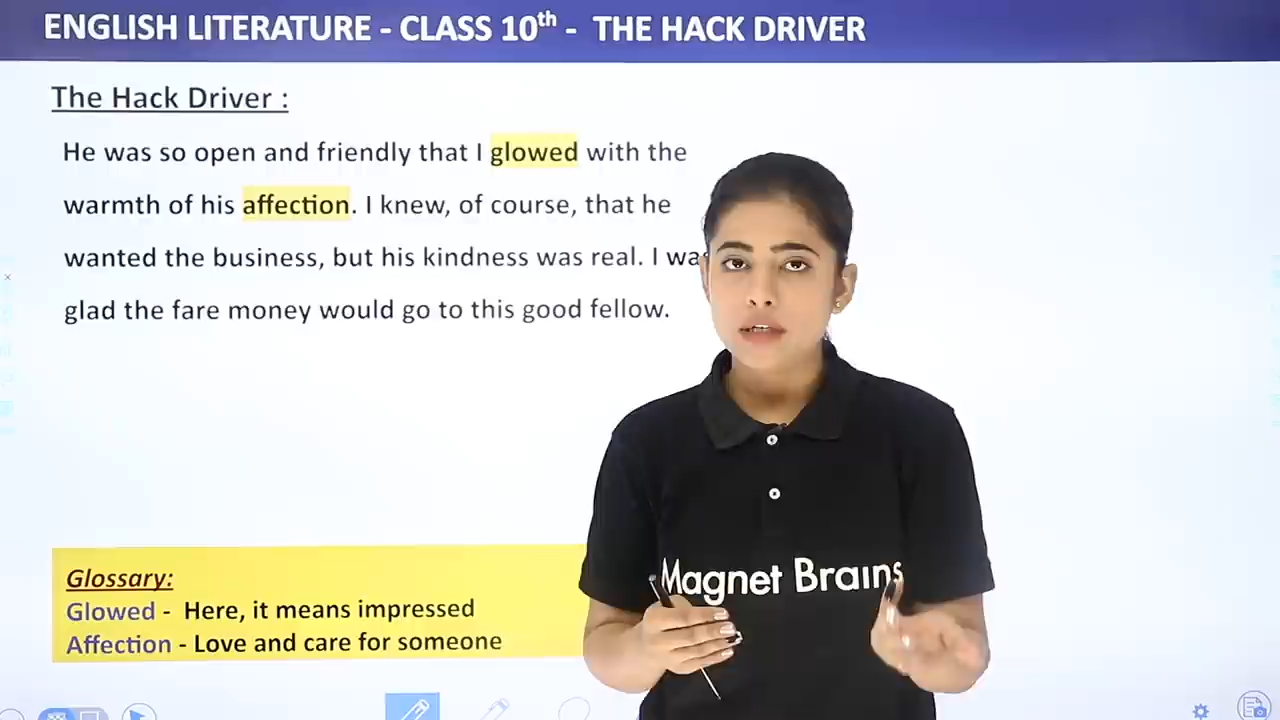 ENGLISH LITERATURE - CLASS 10th - THE HACK DRIVER
The Hack Driver :
He was so open and friendly that I glowed with the
warmth of his affection. I knew, of course, that he
wanted the business, but his kindness was real. I wa
glad the fare money would go to this good fellow.
Magnet Brains
Glossary:
Glowed - Here, it means impressed
Affection - Love and care for someone